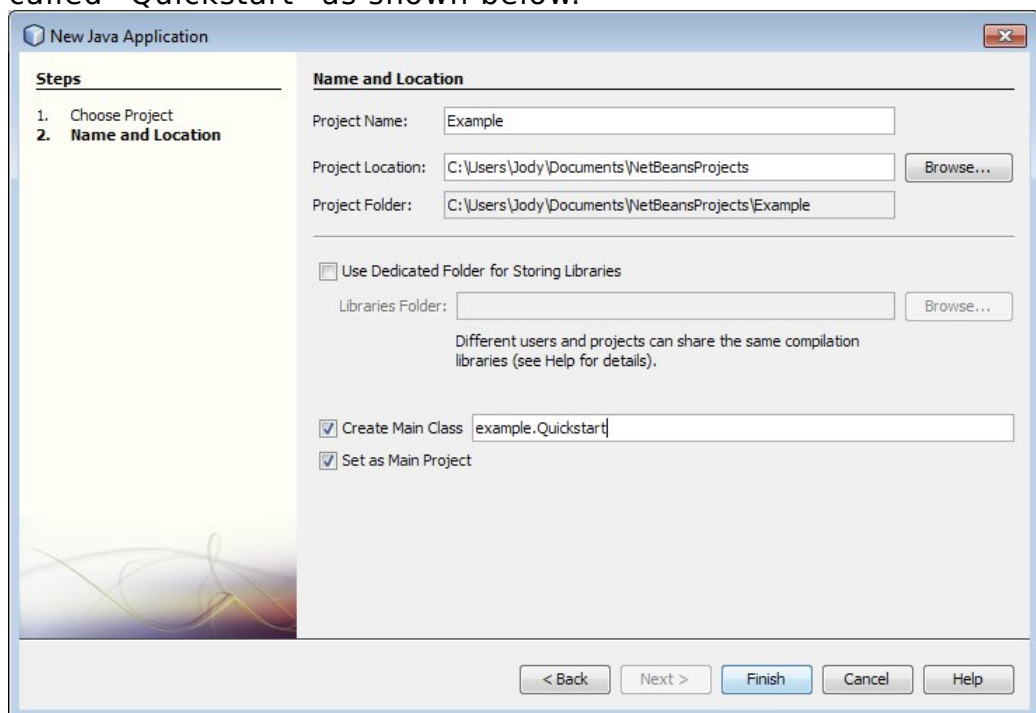 called "Quickstart" as shown below.
New Java Application
Steps
1. Choose Project
2. Name and Location
Name and Location
Project Name: Example
Project Location: C:\Users\Jody\Documents\NetBeansProjects Browse...
Project Folder: C:\Users\Jody\Documents\NetBeansProjects\Example
Use Dedicated Folder for Storing Libraries
Libraries Folder: Browse...
Different users and projects can share the same compilation
libraries (see Help for details).
Create Main Class example.Quickstart
Set as Main Project
< Back Next > Finish Cancel Help